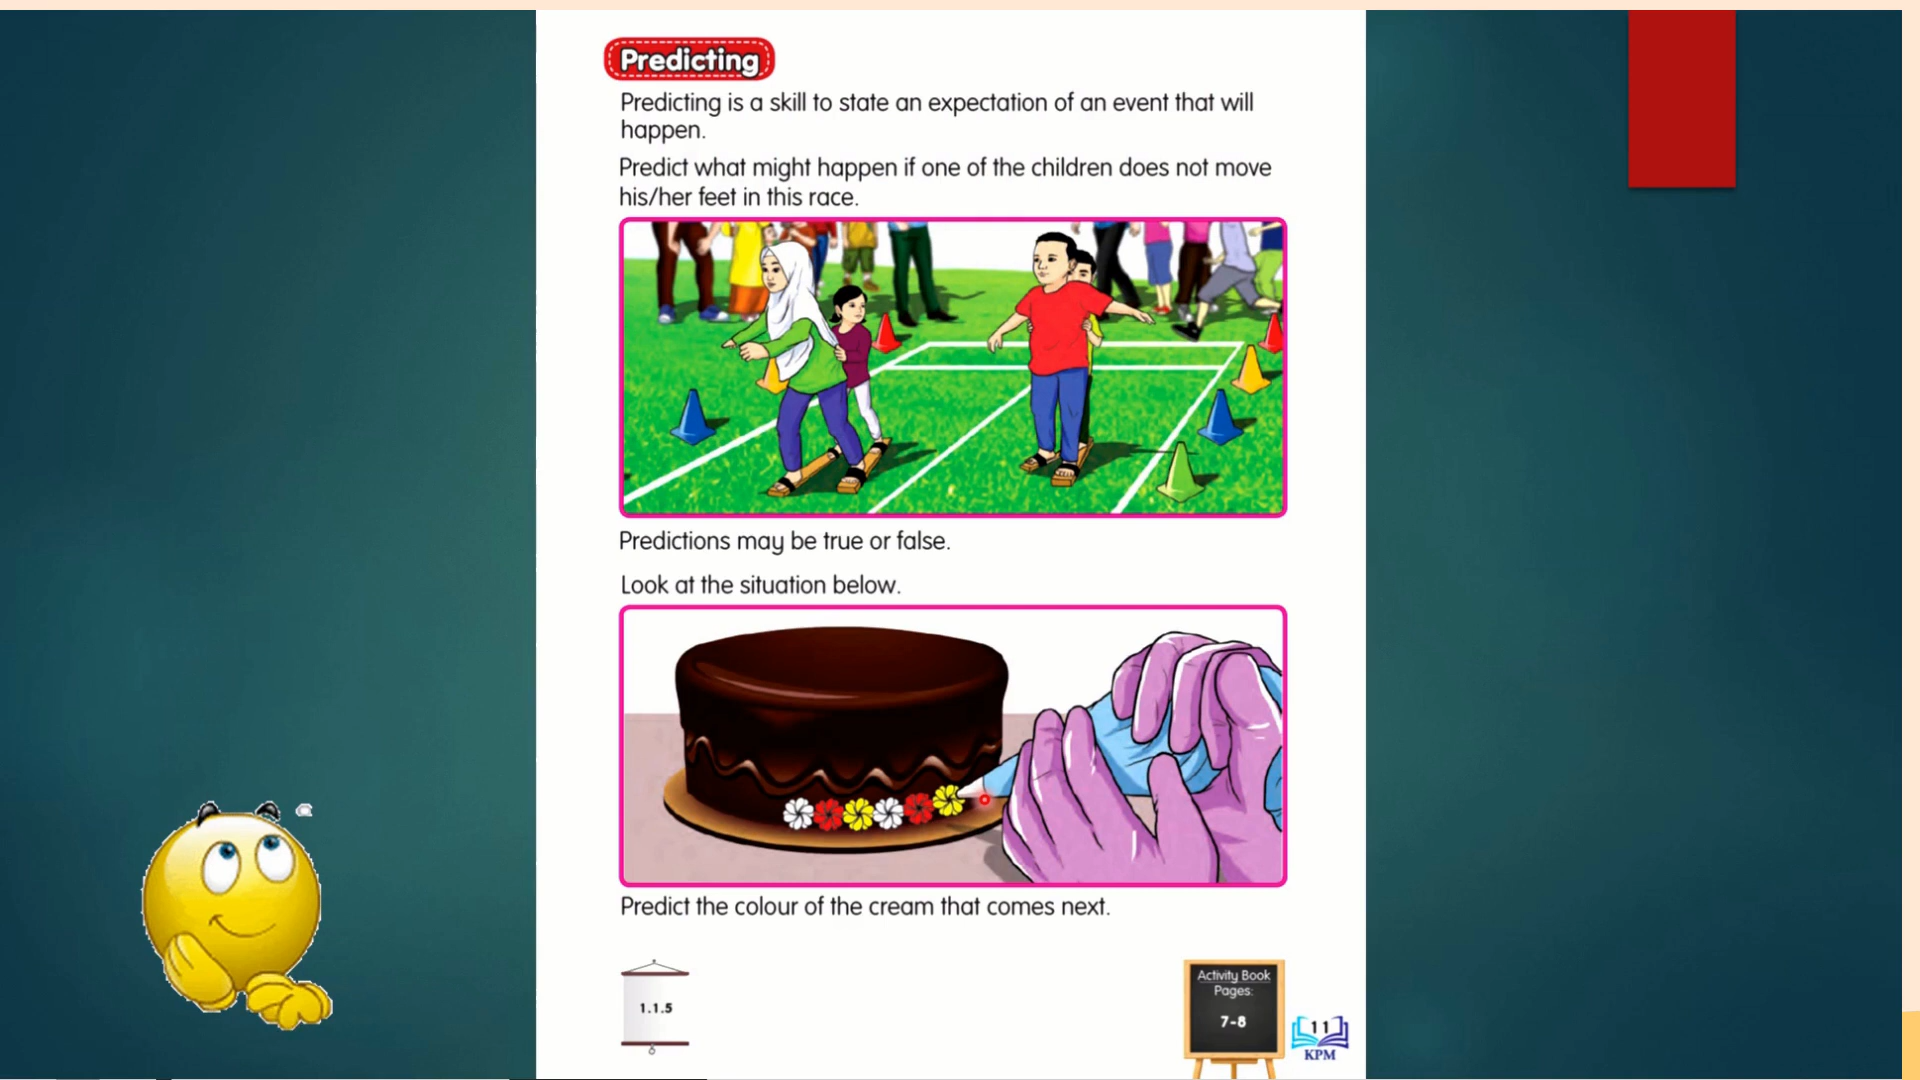 Predicting
Predicting is a skill to state an expectation of an event that will
happen.
Predict what might happen if one of the children does not move
his/her feet in this race.
Predictions may be true or false.
Look at the situation below.
Predict the colour of the cream that comes next.
1.1.5
Activity Book
Pages:
7-8
11
KPM